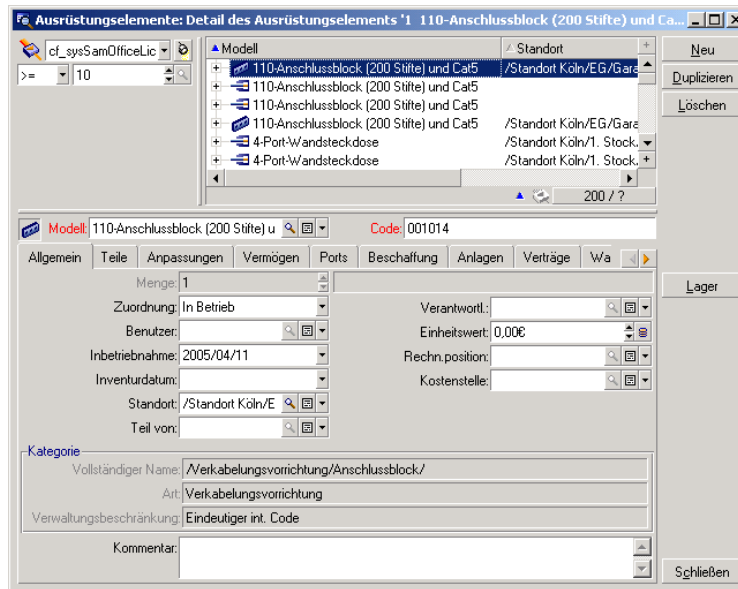 Ausrüstungselemente: Detail des Ausrüstungselements '1 110-Anschlussblock (200 Stifte) und Ca...
cf_sysSamOfficeLic
>= 10
Modell Standort
110-Anschlussblock (200 Stifte) und Cat5 /Standort Köln/EG/Gara
110-Anschlussblock (200 Stifte) und Cat5
110-Anschlussblock (200 Stifte) und Cat5
110-Anschlussblock (200 Stifte) und Cat5 /Standort Köln/EG/Gara
4-Port-Wandsteckdose /Standort Köln/1. Stock.
4-Port-Wandsteckdose /Standort Köln/1. Stock.
200 / ?
Neu
Duplizieren
Löschen
Modell: 110-Anschlussblock (200 Stifte) u Code: 001014
Allgemein Teile Anpassungen Vermögen Ports Beschaffung Anlagen Verträge Wa
Menge: 1
Lager
Zuordnung: In Betrieb Verantwortl.:
Benutzer: Einheitswert: 0,00€
Inbetriebnahme: 2005/04/11 Rechn.position:
Inventurdatum: Kostenstelle:
Standort: /Standort Köln/E
Teil von:
Kategorie
Vollständiger Name: /Verkabelungsvorrichtung/Anschlussblock/
Art: Verkabelungsvorrichtung
Verwaltungsbeschränkung: Eindeutiger int. Code
Kommentar:
Schließen